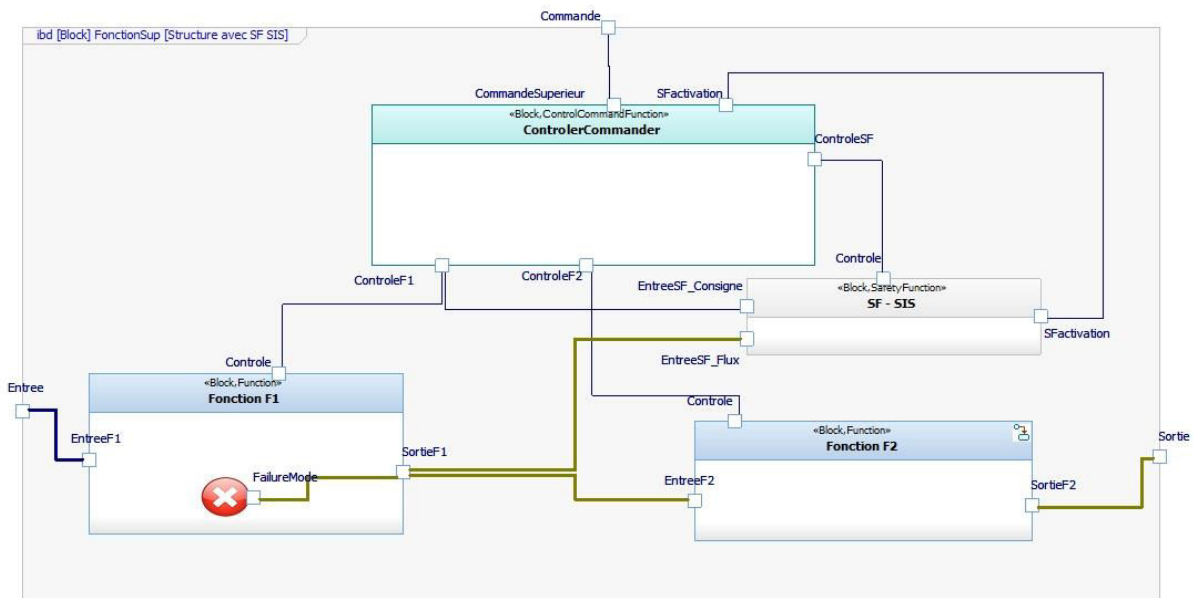 Commande
ibd [Block] FonctionSup [Structure avec SF SIS]
CommandeSuperieur
SFactivation
«Block,ControlCommandFunction»
ControlerCommander
ControleSF
ControleF1
ControleF2
Controle
EntreeSF_Consigne
«Block,SafetyFunction»
SF - SIS
SFactivation
EntreeSF_Flux
Controle
Entree
«Block,Function»
Fonction F1
EntreeF1
SortieF1
FailureMode
Controle
«Block,Function»
Fonction F2
Sortie
EntreeF2
SortieF2